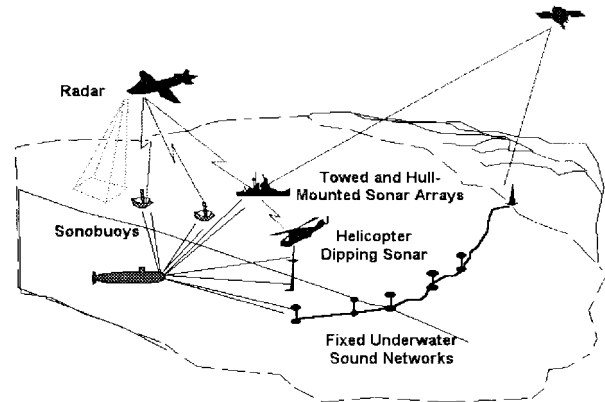 Radar
Towed and Hull-
Mounted Sonar Arrays
Sonobuoys
Helicopter
Dipping Sonar
Fixed Underwater
Sound Networks